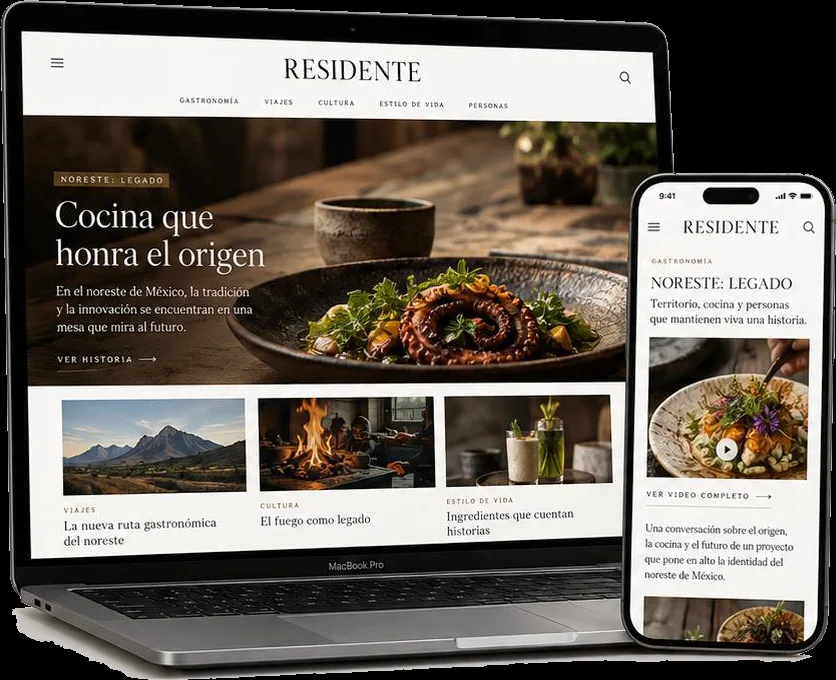 RESIDENTE
GASTRONOMÍA VIAJES CULTURA ESTILO DE VIDA PERSONAS
NORESTE: LEGADO
Cocina que
honra el origen
En el noreste de México, la tradición
y la innovación se encuentran en una
mesa que mira al futuro.
VER HISTORIA
VIAJES
La nueva ruta gastronómica
del noreste
CULTURA
El fuego como legado
ESTILO DE VIDA
Ingredientes que cuentan
historias
MacBook Pro
9:41
RESIDENTE
GASTRONOMÍA
NORESTE: LEGADO
Territorio, cocina y personas
que mantienen viva una historia.
VER VIDEO COMPLETO
Una conversación sobre el origen,
la cocina y el futuro de un proyecto
que pone en alto la identidad del
noreste de México.